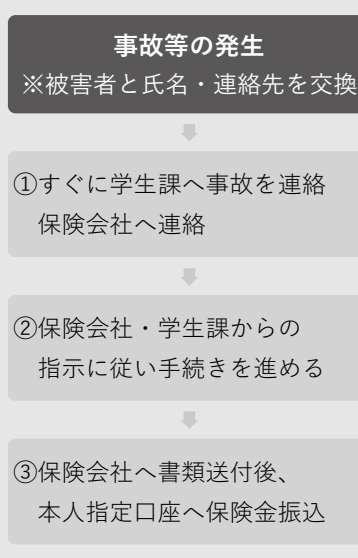 事故等の発生
※被害者と氏名・連絡先を交換
①すぐに学生課へ事故を連絡
保険会社へ連絡
②保険会社・学生課からの
指示に従い手続きを進める
③保険会社へ書類送付後、
本人指定口座へ保険金振込